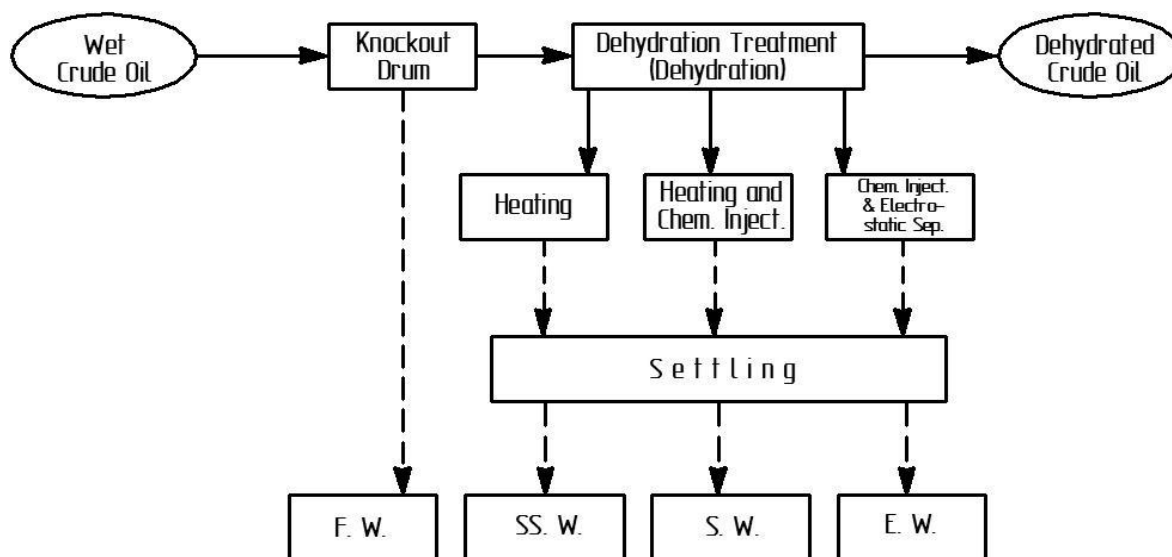 Wet
Crude Oil
Knockout
Drum
Dehydration Treatment
(Dehydration)
Dehydrated
Crude Oil
Heating
Heating and
Chem. Inject.
Chem. Inject.
& Electro-
static Sep.
Settling
F. W.
SS. W.
S. W.
E. W.